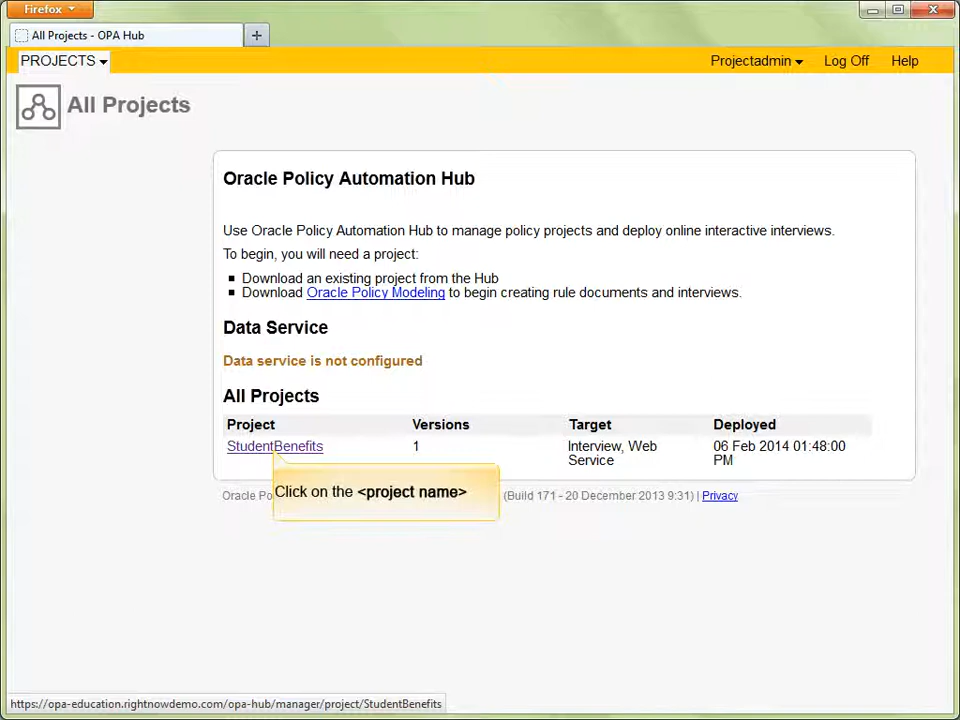 Firefox
All Projects - OPA Hub
PROJECTS
Projectadmin
Log Off
Help
All Projects
Oracle Policy Automation Hub
Use Oracle Policy Automation Hub to manage policy projects and deploy online interactive interviews.
To begin, you will need a project:
Download an existing project from the Hub
Download Oracle Policy Modeling to begin creating rule documents and interviews.
Data Service
Data service is not configured
All Projects
Project Versions Target Deployed
StudentBenefits 1 Interview, Web 06 Feb 2014 01:48:00
Service PM
Click on the <project name>
Oracle (Build 171 - 20 December 2013 9:31) | Privacy
https://opa-education.rightnowdemo.com/opa-hub/manager/project/StudentBenefits